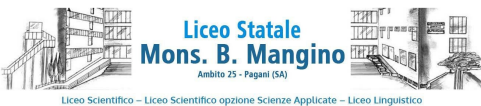 Liceo Statale
Mons. B. Mangino
Ambito 25 - Pagani (SA)
Liceo Scientifico – Liceo Scientifico opzione Scienze Applicate – Liceo Linguistico